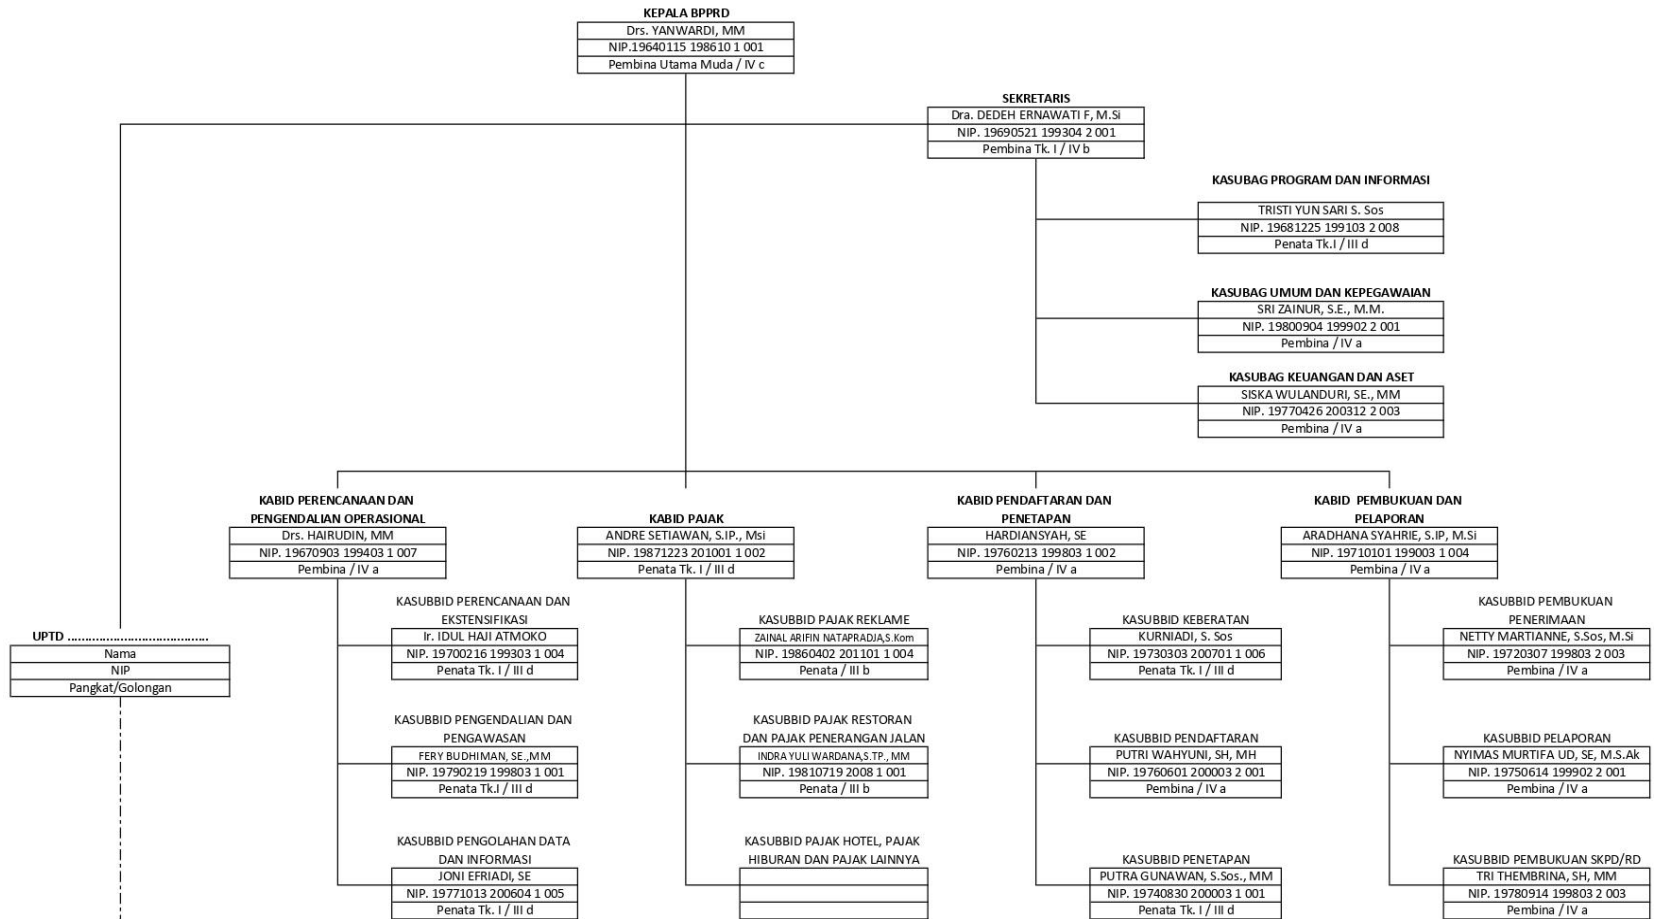 KEPALA BPPRD
Drs. YANWARDI, MM
NIP.19640115 198610 1 001
Pembina Utama Muda / IV c
SEKRETARIS
Dra. DEDEH ERNAWATI F, M.Si
NIP. 19690521 199304 2 001
Pembina Tk. I / IV b
KASUBAG PROGRAM DAN INFORMASI
TRISTI YUN SARI S. Sos
NIP. 19681225 199103 2 008
Penata Tk.I / III d
KASUBAG UMUM DAN KEPEGAWAIAN
SRI ZAINUR, S.E., M.M.
NIP. 19800904 199902 2 001
Pembina / IV a
KASUBAG KEUANGAN DAN ASET
SISKA WULANDURI, SE., MM
NIP. 19770426 200312 2 003
Pembina / IV a
KABID PERENCANAAN DAN
PENGENDALIAN OPERASIONAL
Drs. HAIRUDIN, MM
NIP. 19670903 199403 1 007
Pembina / IV a
KABID PAJAK
ANDRE SETIAWAN, S.IP., Msi
NIP. 19871223 201001 1 002
Penata Tk. I / III d
KABID PENDAFTARAN DAN
PENETAPAN
HARDIANSYAH, SE
NIP. 19760213 199803 1 002
Pembina / IV a
KABID PEMBUKUAN DAN
PELAPORAN
ARADHANA SYAHRIE, S.IP, M.Si
NIP. 19710101 199003 1 004
Pembina / IV a
UPTD ......................................
Nama
NIP
Pangkat/Golongan
KASUBBID PERENCANAAN DAN
EKSTENSIFIKASI
Ir. IDUL HAJI ATMOKO
NIP. 19700216 199303 1 004
Penata Tk. I / III d
KASUBBID PENGENDALIAN DAN
PENGAWASAN
FERY BUDHIMAN, SE.,MM
NIP. 19790219 199803 1 001
Penata Tk.I / III d
KASUBBID PENGOLAHAN DATA
DAN INFORMASI
JONI EFRIADI, SE
NIP. 19771013 200604 1 005
Penata Tk. I / III d
KASUBBID PAJAK REKLAME
ZAINAL ARIFIN NATAPRADJA,S.Kom
NIP. 19860402 201101 1 004
Penata / III b
KASUBBID PAJAK RESTORAN
DAN PAJAK PENERANGAN JALAN
INDRA YULI WARDANA,S.TP., MM
NIP. 19810719 2008 1 001
Penata / III b
KASUBBID PAJAK HOTEL, PAJAK
HIBURAN DAN PAJAK LAINNYA
KASUBBID KEBERATAN
KURNIADI, S. Sos
NIP. 19730303 200701 1 006
Penata Tk. I / III d
KASUBBID PENDAFTARAN
PUTRI WAHYUNI, SH, MH
NIP. 19760601 200003 2 001
Pembina / IV a
KASUBBID PENETAPAN
PUTRA GUNAWAN, S.Sos., MM
NIP. 19740830 200003 1 001
Penata Tk. I / III d
KASUBBID PEMBUKUAN
PENERIMAAN
NETTY MARTIANNE, S.Sos, M.Si
NIP. 19720307 199803 2 003
Pembina / IV a
KASUBBID PELAPORAN
NYIMAS MURTIFA UD, SE, M.S.Ak
NIP. 19750614 199902 2 001
Pembina / IV a
KASUBBID PEMBUKUAN SKPD/RD
TRI THEMBRINA, SH, MM
NIP. 19780914 199803 2 003
Pembina / IV a